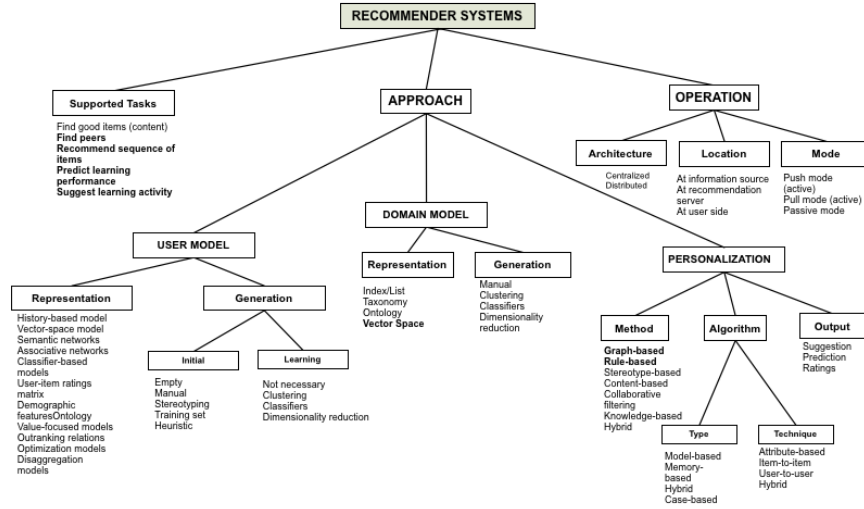 RECOMMENDER SYSTEMS
Supported Tasks
Find good items (content)
Find peers
Recommend sequence of
items
Predict learning
performance
Suggest learning activity
APPROACH
OPERATION
Architecture
Centralized
Distributed
Location
At information source
At recommendation
server
At user side
Mode
Push mode
(active)
Pull mode (active)
Passive mode
USER MODEL
Representation
History-based model
Vector-space model
Semantic networks
Associative networks
Classifier-based
models
User-item ratings
matrix
Demographic
featuresOntology
Value-focused models
Outranking relations
Optimization models
Disaggregation
models
Generation
Initial
Empty
Manual
Stereotyping
Training set
Heuristic
Learning
Not necessary
Clustering
Classifiers
Dimensionality reduction
DOMAIN MODEL
Representation
Index/List
Taxonomy
Ontology
Vector Space
Generation
Manual
Clustering
Classifiers
Dimensionality
reduction
PERSONALIZATION
Method
Graph-based
Rule-based
Stereotype-based
Content-based
Collaborative
filtering
Knowledge-based
Hybrid
Algorithm
Type
Model-based
Memory-
based
Hybrid
Case-based
Technique
Attribute-based
Item-to-item
User-to-user
Hybrid
Output
Suggestion
Prediction
Ratings